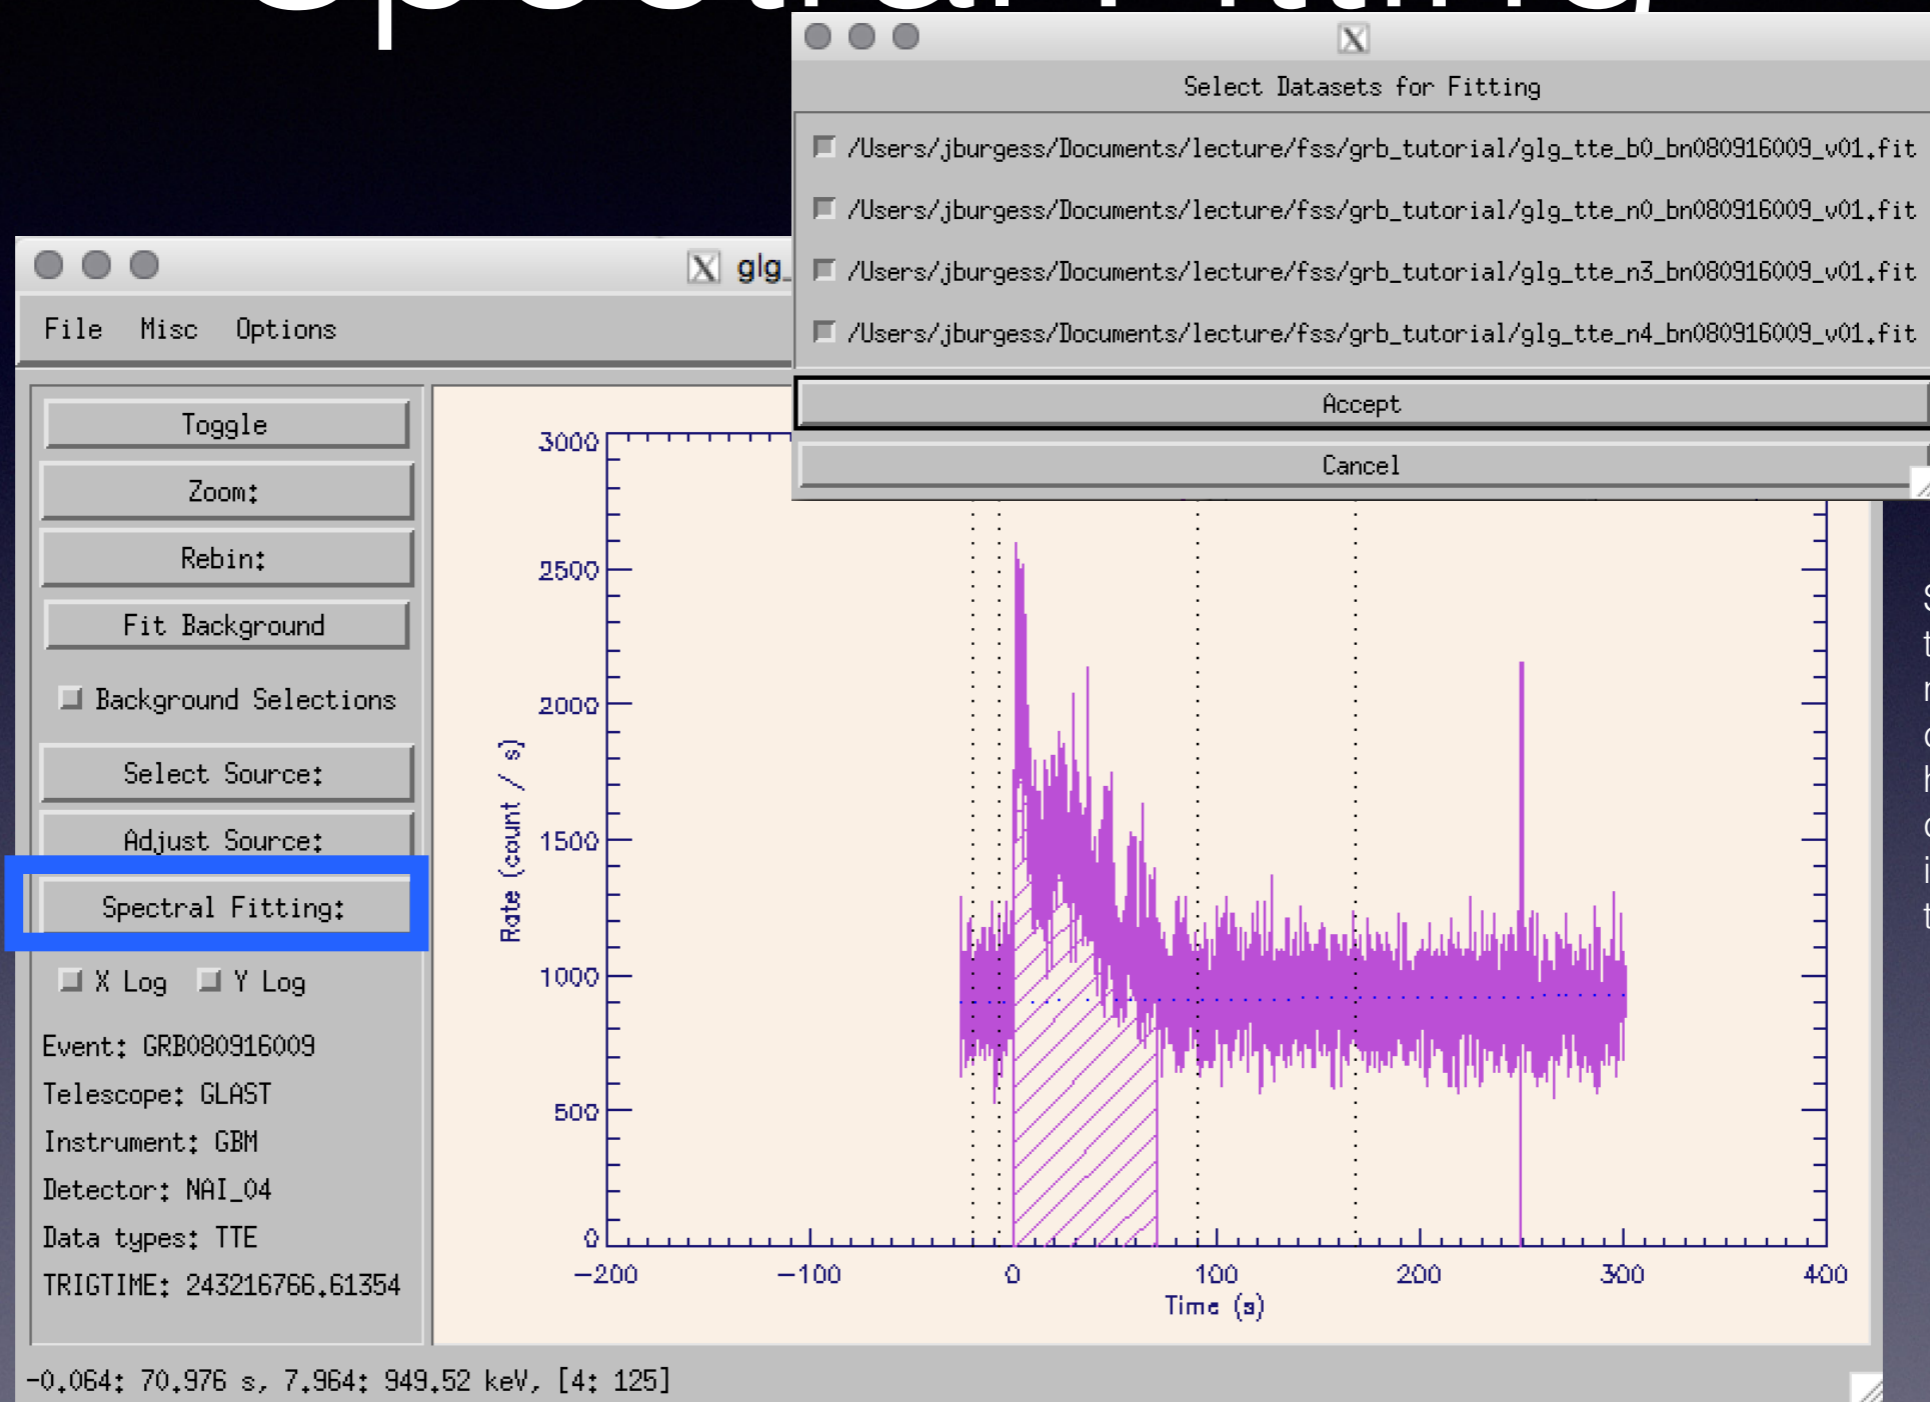 Spectral Fitting
Select Datasets for Fitting
/Users/jburgess/Documents/lecture/fss/grb_tutorial/glg_tte_b0_bn080916009_v01.fit
/Users/jburgess/Documents/lecture/fss/grb_tutorial/glg_tte_n0_bn080916009_v01.fit
/Users/jburgess/Documents/lecture/fss/grb_tutorial/glg_tte_n3_bn080916009_v01.fit
/Users/jburgess/Documents/lecture/fss/grb_tutorial/glg_tte_n4_bn080916009_v01.fit
Accept
Cancel
X glg_
File Misc Options
Toggle
Zoom:
Rebin:
Fit Background
Background Selections
Select Source:
Adjust Source:
Spectral Fitting:
X Log Y Log
Event: GRB080916009
Telescope: GLAST
Instrument: GBM
Detector: NAI_04
Data types: TTE
TRIGTIME: 243216766.61354
3000
2500
2000
1500
1000
500
0
Rate (count / s)
-200 -100 0 100 200 300 400
Time (s)
-0.064: 70.976 s, 7.964: 949.52 keV, [4: 125]